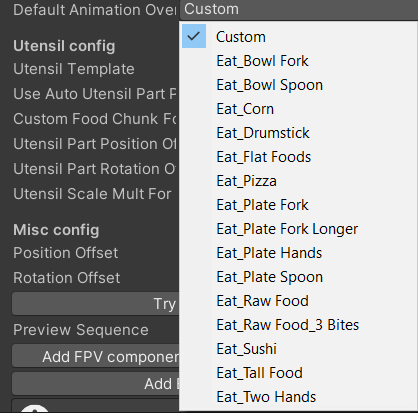 Default Animation Over
Custom
Custom
Eat_Bowl Fork
Eat_Bowl Spoon
Eat_Corn
Eat_Drumstick
Eat_Flat Foods
Eat_Pizza
Eat_Plate Fork
Eat_Plate Fork Longer
Eat_Plate Hands
Eat_Plate Spoon
Eat_Raw Food
Eat_Raw Food_3 Bites
Eat_Sushi
Eat_Tall Food
Eat_Two Hands
Utensil config
Utensil Template
Use Auto Utensil Part P
Custom Food Chunk Fo
Utensil Part Position Of
Utensil Part Rotation O
Utensil Scale Mult For
Misc config
Position Offset
Rotation Offset
Try
Preview Sequence
Add FPV componen
Add